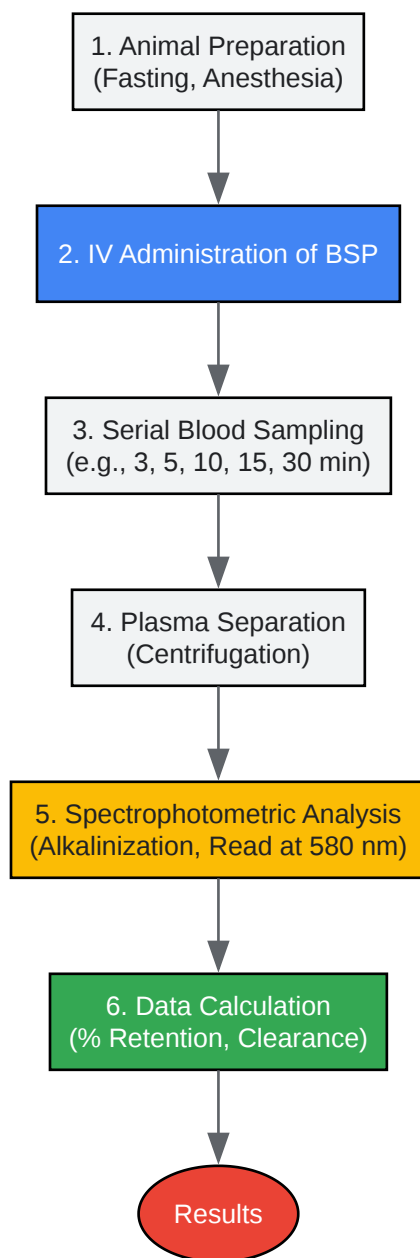 1. Animal Preparation
(Fasting, Anesthesia)
2. IV Administration of BSP
3. Serial Blood Sampling
(e.g., 3, 5, 10, 15, 30 min)
4. Plasma Separation
(Centrifugation)
5. Spectrophotometric Analysis
(Alkalinization, Read at 580 nm)
6. Data Calculation
(% Retention, Clearance)
Results